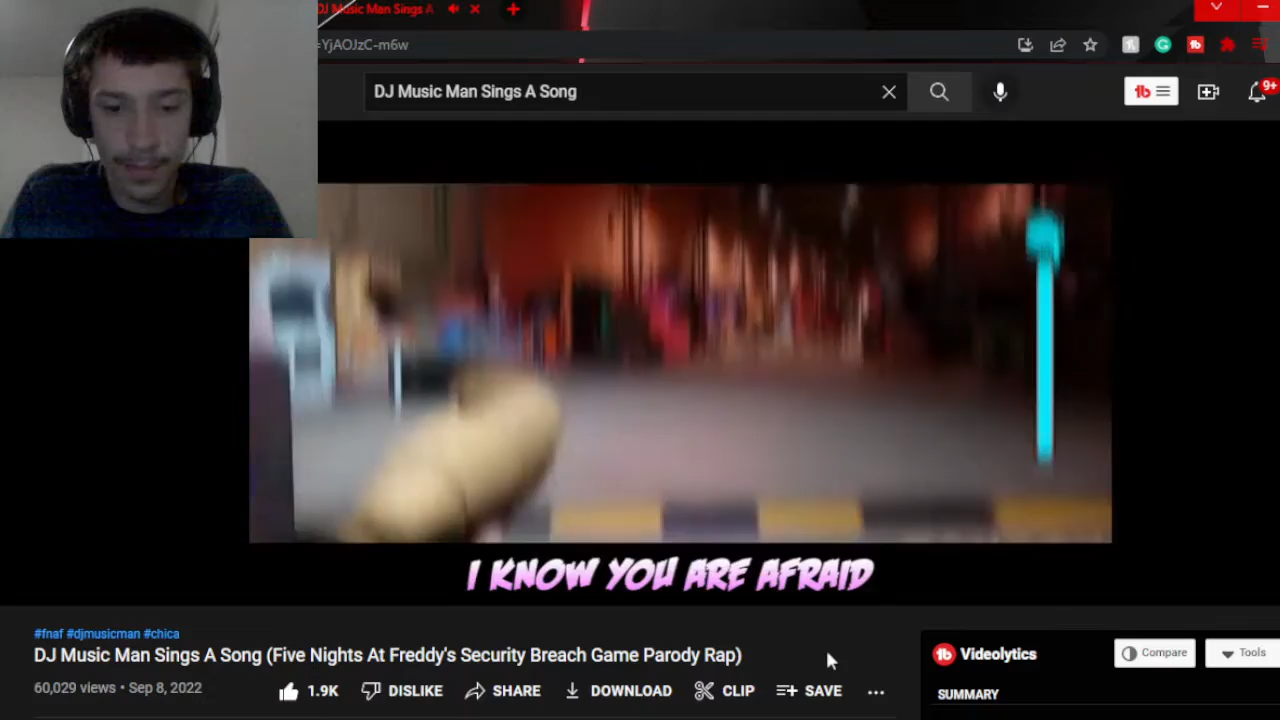 DJ Music Man Sings A
=YjAOJzC-m6w
DJ Music Man Sings A Song
9+
I KNOW YOU ARE AFRAID
#fnaf #djmusicman #chica
DJ Music Man Sings A Song (Five Nights At Freddy's Security Breach Game Parody Rap)
60,029 views • Sep 8, 2022
1.9K DISLIKE SHARE DOWNLOAD CLIP SAVE
Videolytics
Compare
Tools
SUMMARY